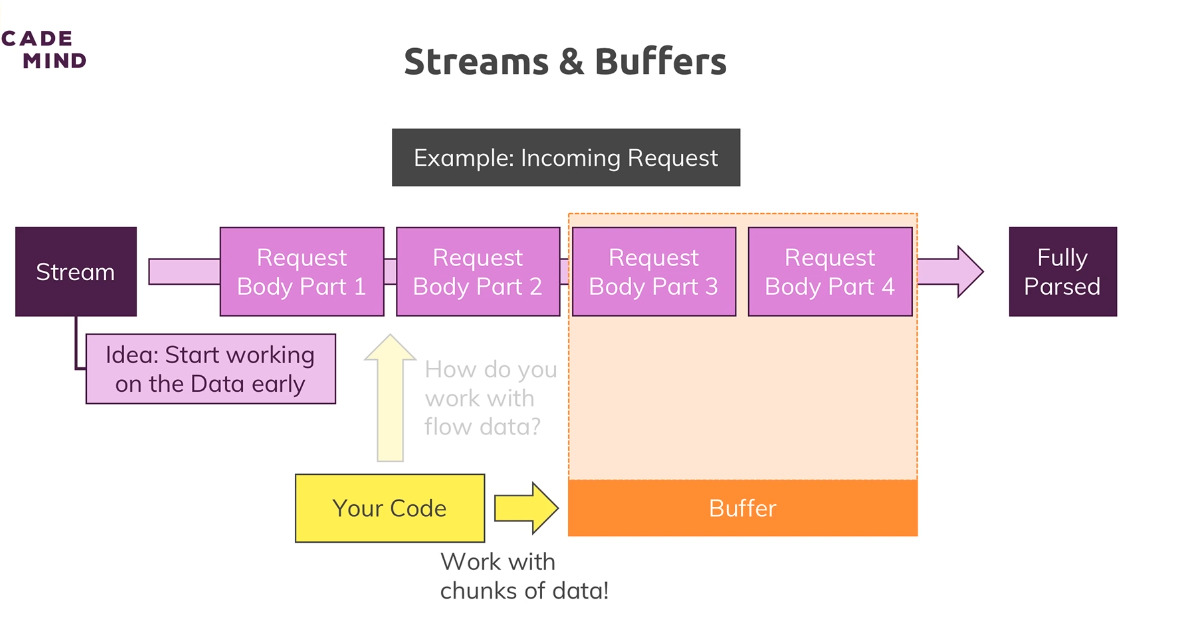 CADE
MIND
Streams & Buffers
Example: Incoming Request
Stream
Request
Body Part 1
Request
Body Part 2
Request
Body Part 3
Request
Body Part 4
Fully
Parsed
Idea: Start working
on the Data early
How do you
work with
flow data?
Your Code
Buffer
Work with
chunks of data!